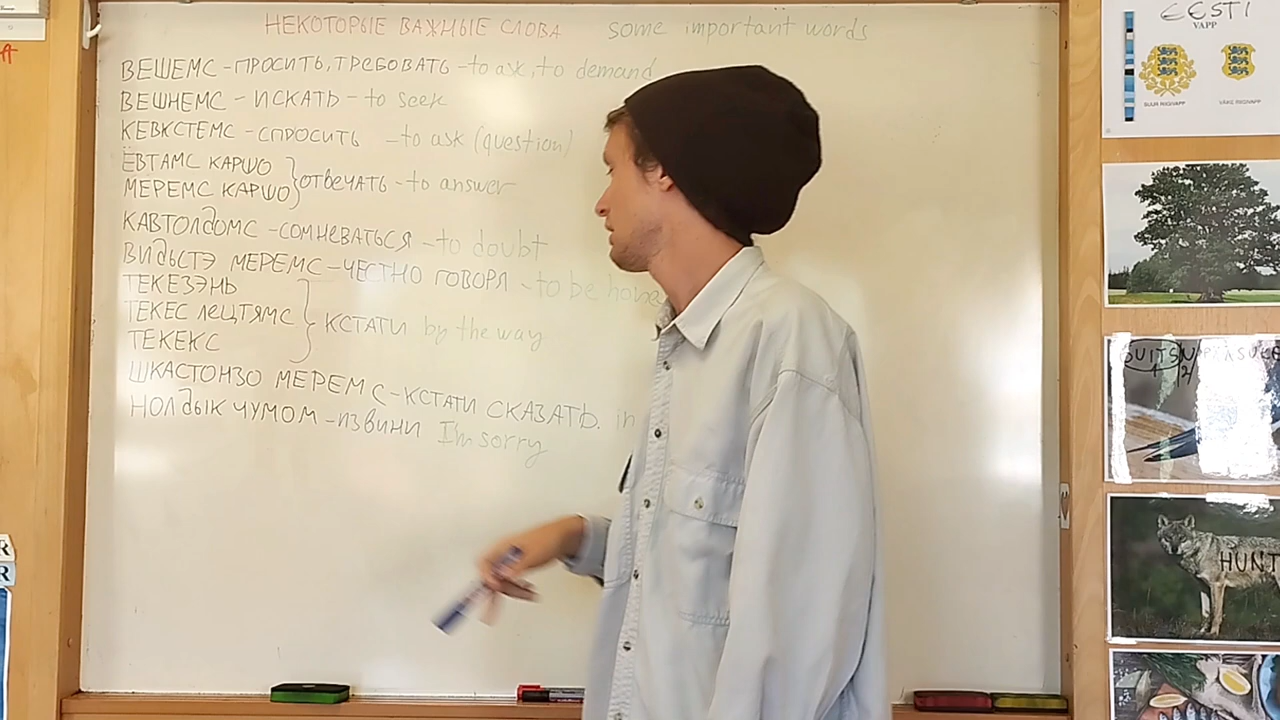 НЕКОТОРЫЕ ВАЖНЫЕ СЛОВА some important words
ВЕШЕМС - ПРОСИТЬ, ТРЕБОВАТЬ - to ask, to demand
ВЕШНЕМС - ИСКАТЬ - to seek
КЕВКСТЕМС - СПРОСИТЬ - to ask (question)
ЁВТАМС КАРШО
МЕРЕМС КАРШО } ОТВЕЧАТЬ - to answer
КАВТОЛДОМС - СОМНЕВАТЬСЯ - to doubt
ВИДЬСТЭ МЕРЕМС - ЧЕСТНО ГОВОРЯ - to be
ТЕКЕЗЭНЬ
ТЕКЕС ЛЕЦТЯМС } КСТАТИ by the way
ТЕКЕКС
ШКАСТОНЗО МЕРЕМС - КСТАТИ СКАЗАТЬ. in
НОЛДЫК ЧУМОМ - ИЗВИНИ I'm sorry
EESTI
VAPP
SUUR RIIGIVAPP
VÄIKE RIIGIVAPP
SUITSUPÄÄSUKE
HUNT
A
R
R